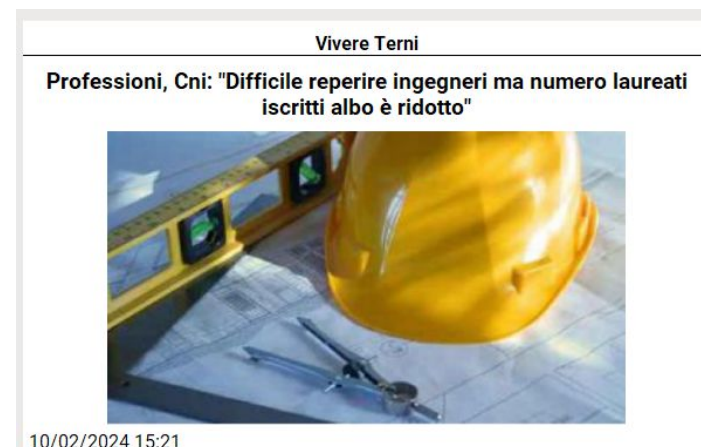 Vivere Terni
Professioni, Cni: "Difficile reperire ingegneri ma numero laureati
iscritti albo è ridotto"
10/02/2024 15:21